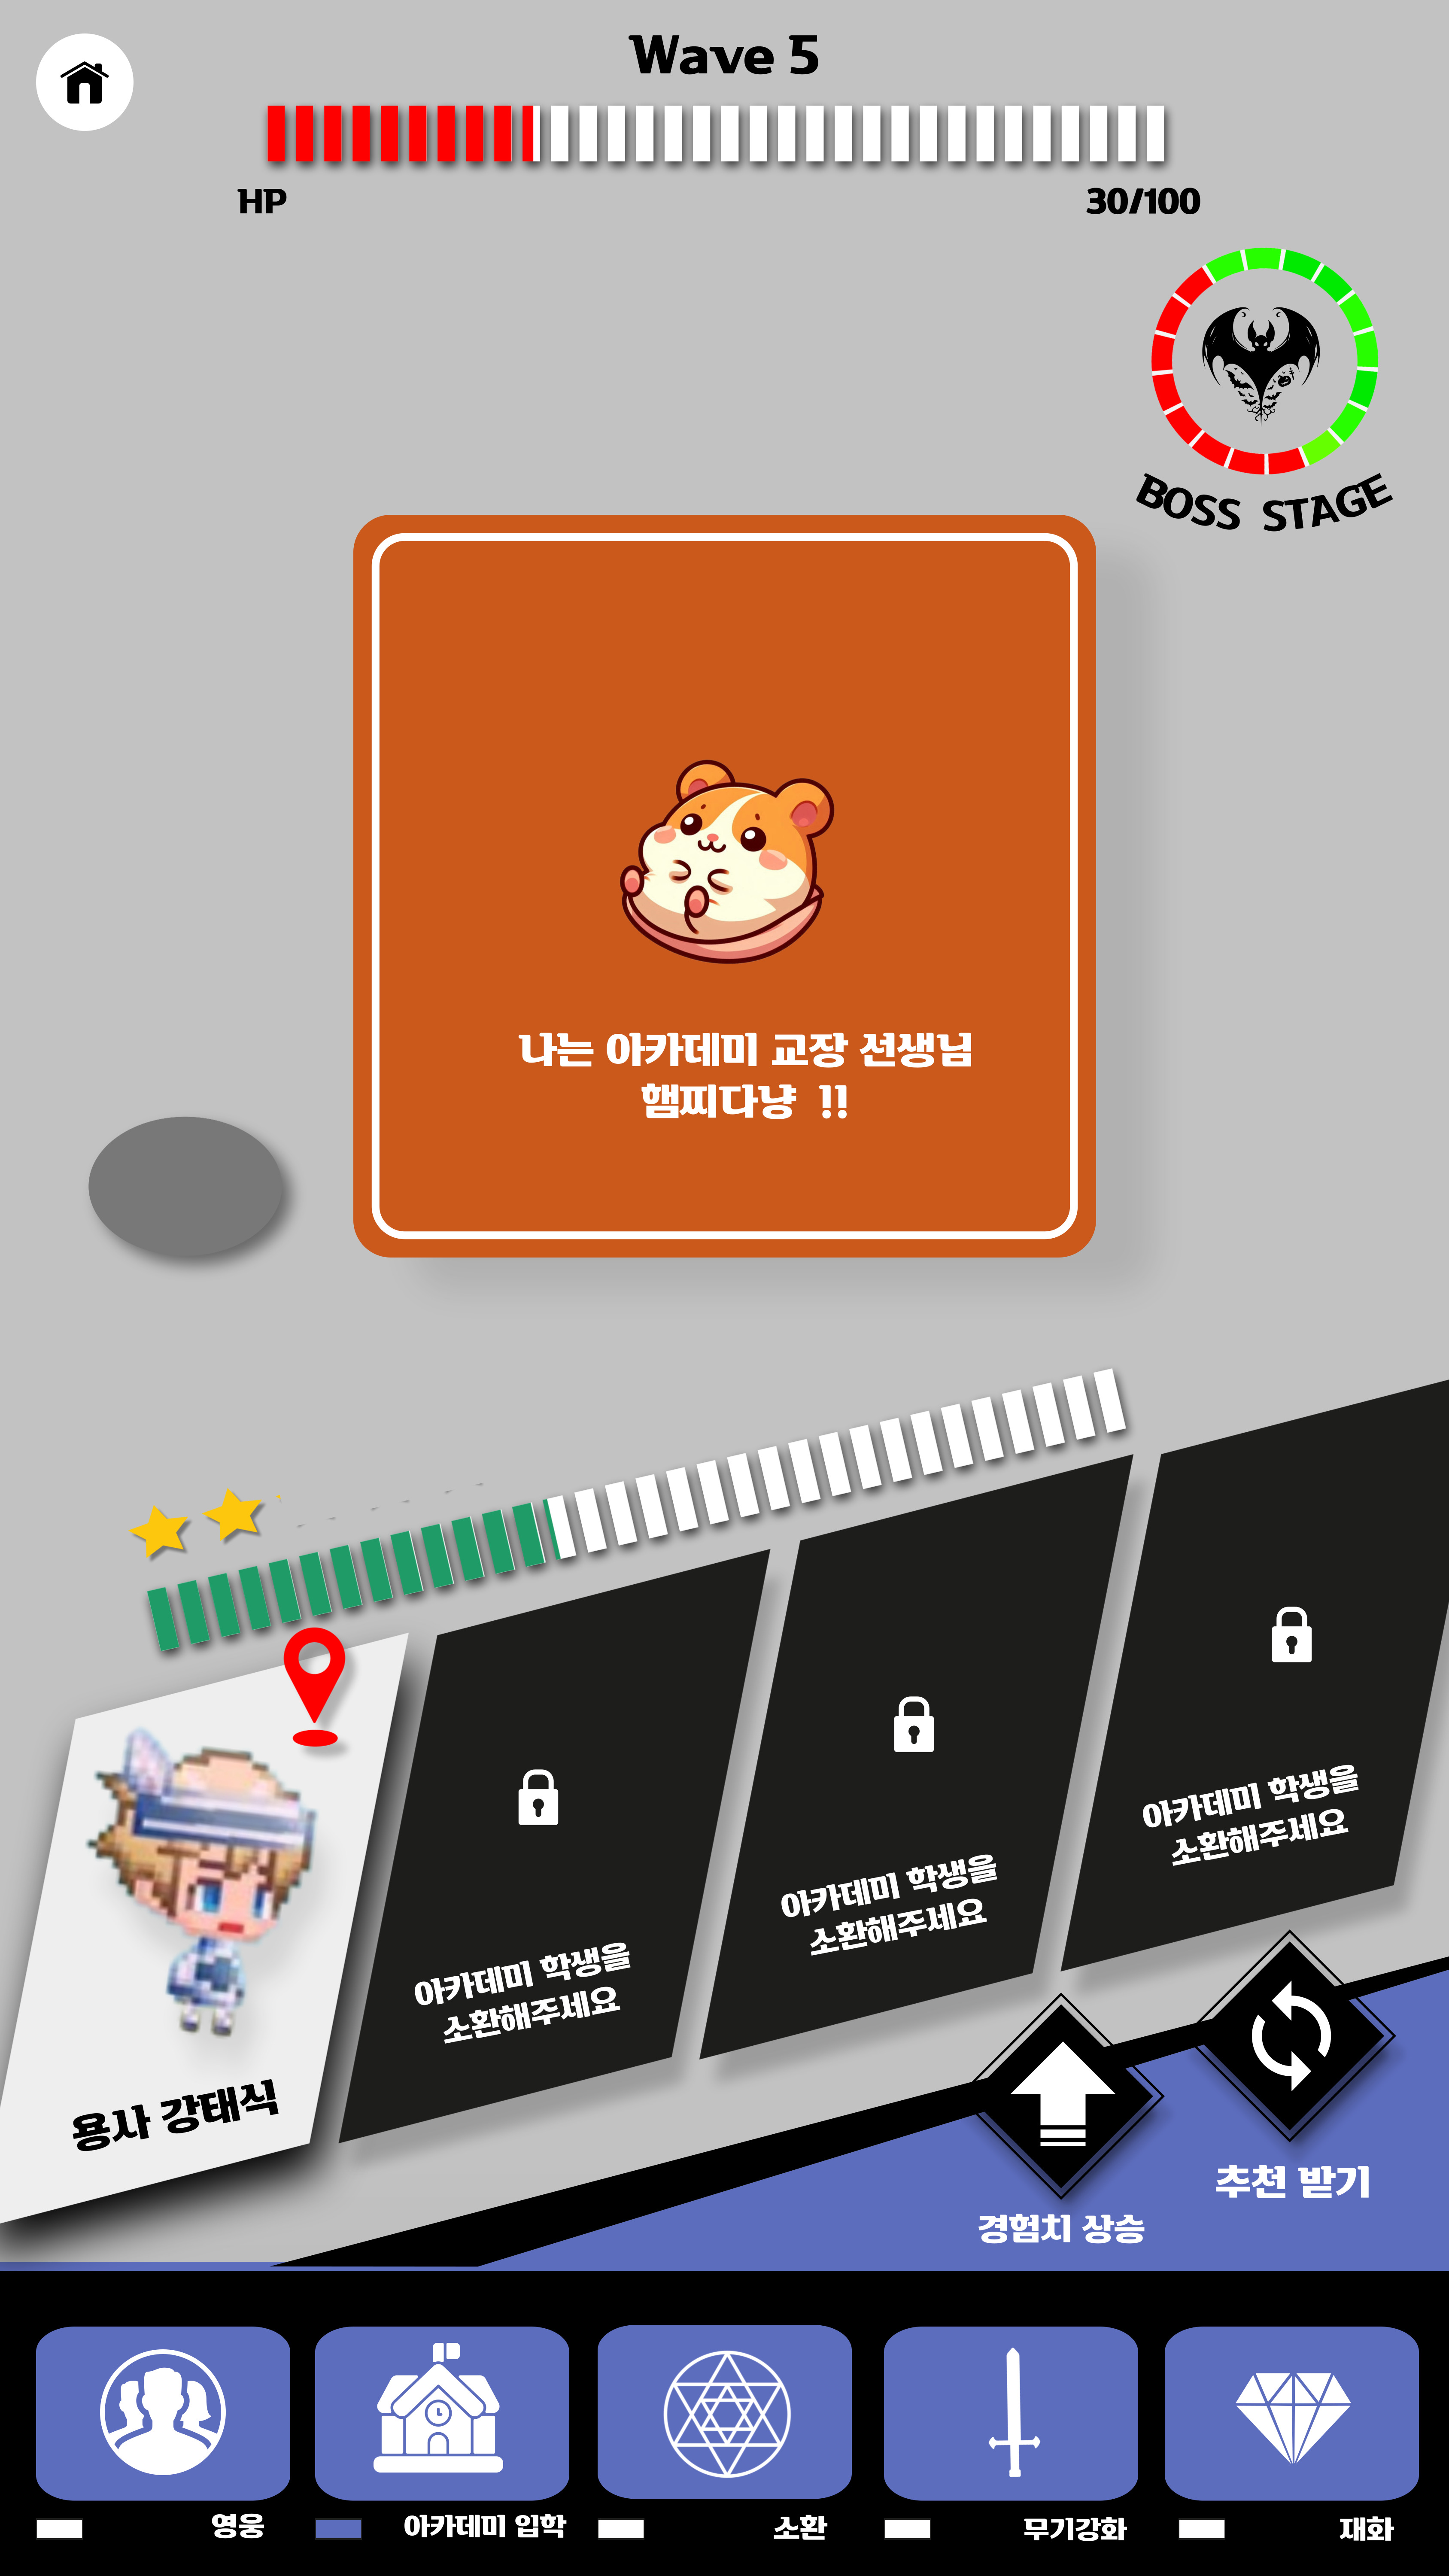 Wave 5
HP
30/100
BOSS STAGE
나는 아카데미 교장 선생님
햄찌다냥 !!
아카데미 학생을
소환해주세요
아카데미 학생을
소환해주세요
아카데미 학생을
소환해주세요
용사 강태식
추천 받기
경험치 상승
영웅
아카데미 입학
소환
무기강화
재화